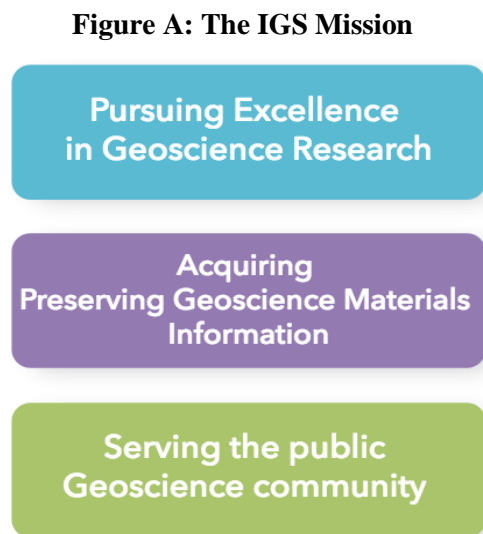 Figure A: The IGS Mission
Pursuing Excellence
in Geoscience Research
Acquiring
Preserving Geoscience Materials
Information
Serving the public
Geoscience community